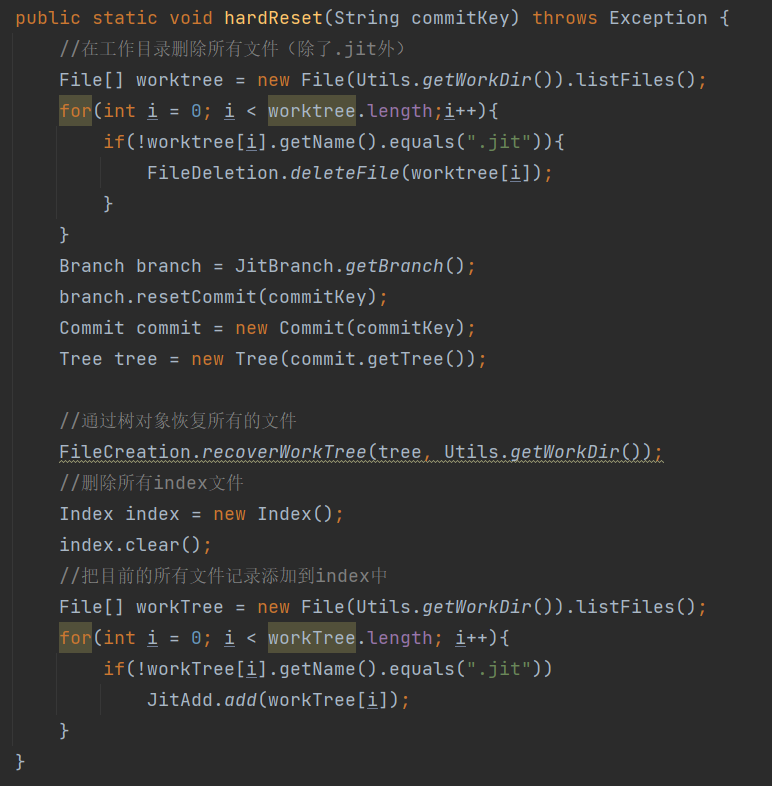 public static void hardReset(String commitKey) throws Exception {
//在工作目录删除所有文件（除了.jit外）
File[] worktree = new File(Utils.getWorkDir()).listFiles();
for(int i = 0; i < worktree.length;i++){
if(!worktree[i].getName().equals(".jit")){
FileDeletion.deleteFile(worktree[i]);
}
}
Branch branch = JitBranch.getBranch();
branch.resetCommit(commitKey);
Commit commit = new Commit(commitKey);
Tree tree = new Tree(commit.getTree());
//通过树对象恢复所有的文件
FileCreation.recoverWorkTree(tree, Utils.getWorkDir());
//删除所有index文件
Index index = new Index();
index.clear();
//把目前的所有文件记录添加到index中
File[] workTree = new File(Utils.getWorkDir()).listFiles();
for(int i = 0; i < workTree.length; i++){
if(!workTree[i].getName().equals(".jit"))
JitAdd.add(workTree[i]);
}
}